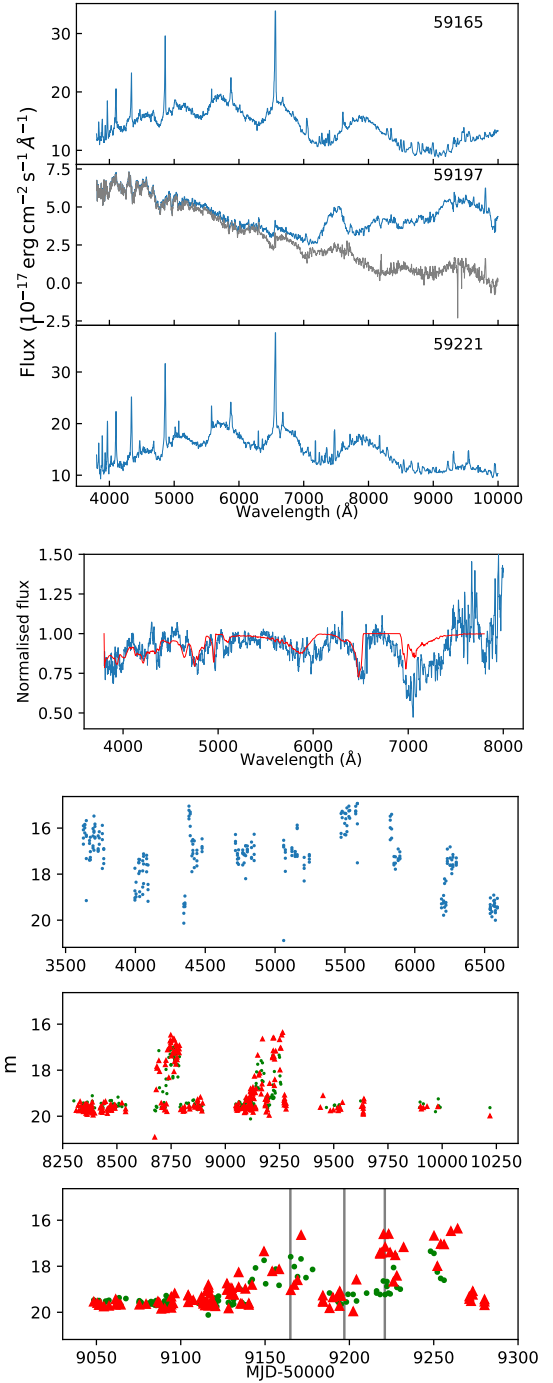 59165
30
20
10
59197
7.5
5.0
2.5
0.0
−2.5
Flux (10⁻¹⁷ erg cm⁻² s⁻¹ Å⁻¹)
59221
30
20
10
4000 5000 6000 7000 8000 9000 10000
Wavelength (Å)
1.50
1.25
1.00
0.75
0.50
Normalised flux
4000 5000 6000 7000 8000
Wavelength (Å)
16
18
20
3500 4000 4500 5000 5500 6000 6500
16
18
20
m
8250 8500 8750 9000 9250 9500 9750 10000 10250
16
18
20
9050 9100 9150 9200 9250 9300
MJD-50000